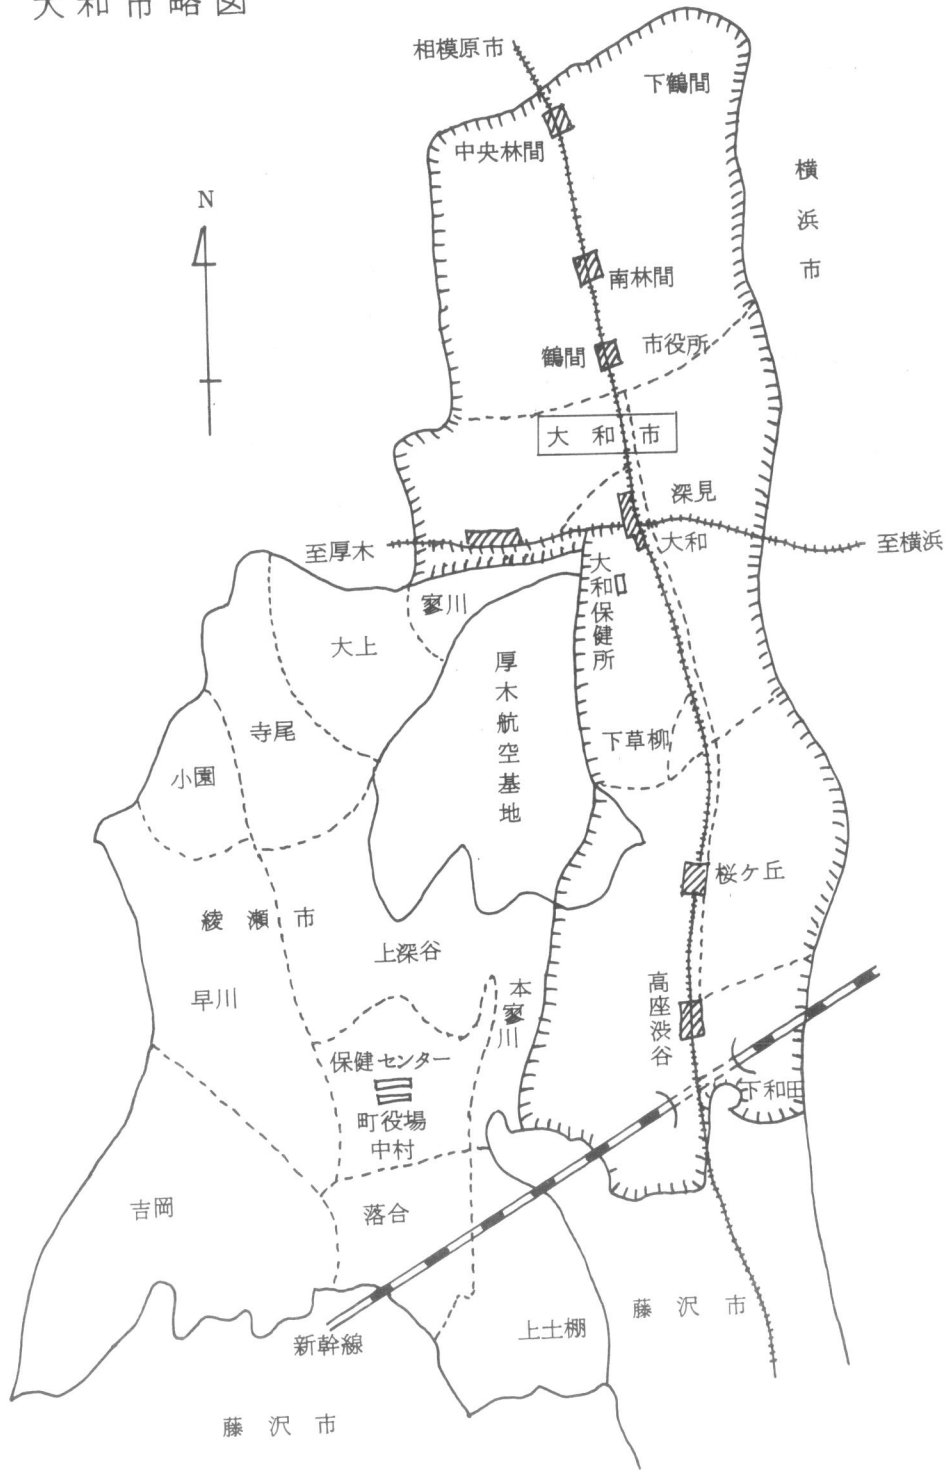 大和市略図
相模原市
下鶴間
中央林間
横浜市
N
南林間
市役所
鶴間
大和市
深見
至厚木
大和
至横浜
大和保健所
大上
厚木航空基地
寺尾
下草柳
小園
桜ケ丘
綾瀬市
上深谷
早川
高座渋谷
保健センター
下和田
町役場
中村
吉岡
落合
藤沢市
新幹線
上土棚
藤沢市